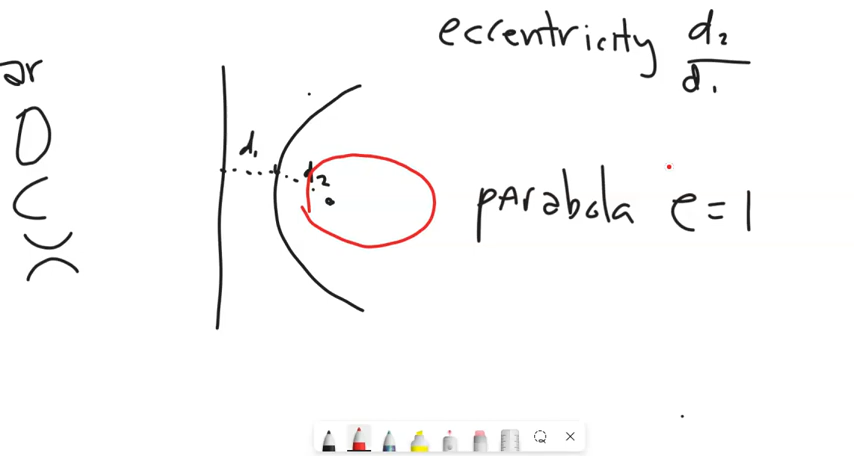 eccentricity d₂/d₁
ar
d₁
d₂
parabola e = 1